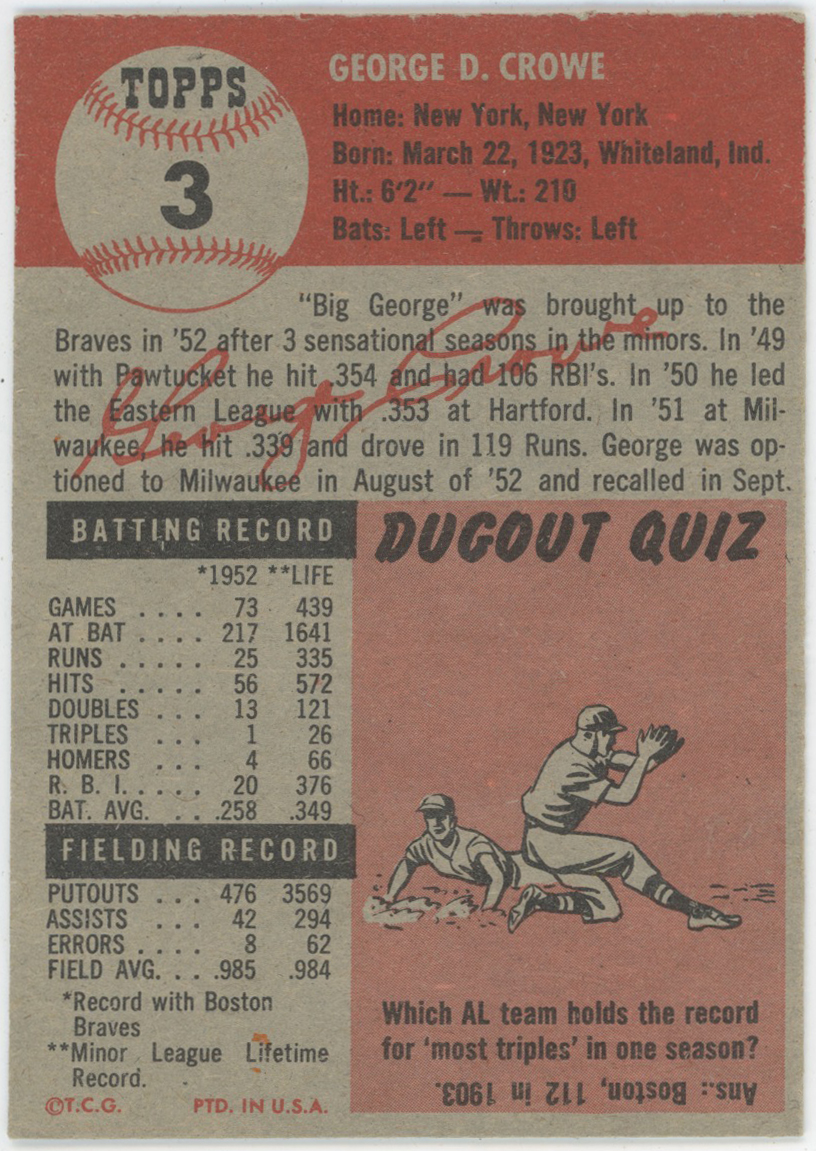 TOPPS
3
GEORGE D. CROWE
Home: New York, New York
Born: March 22, 1923, Whiteland, Ind.
Ht.: 6'2" — Wt.: 210
Bats: Left — Throws: Left
"Big George" was brought up to the
Braves in '52 after 3 sensational seasons in the minors. In '49
with Pawtucket he hit .354 and had 106 RBI's. In '50 he led
the Eastern League with .353 at Hartford. In '51 at Mil-
waukee, he hit .339 and drove in 119 Runs. George was op-
tioned to Milwaukee in August of '52 and recalled in Sept.
George Crowe
BATTING RECORD
*1952 **LIFE
GAMES . . . . 73 439
AT BAT . . . . 217 1641
RUNS . . . . . 25 335
HITS . . . . . 56 572
DOUBLES . . . 13 121
TRIPLES . . . 1 26
HOMERS . . . 4 66
R. B. I. . . . . 20 376
BAT. AVG. . . .258 .349
FIELDING RECORD
PUTOUTS . . . 476 3569
ASSISTS . . . 42 294
ERRORS . . . . 8 62
FIELD AVG. . . .985 .984
*Record with Boston
Braves
**Minor League Lifetime
Record.
©T.C.G. PTD. IN U.S.A.
DUGOUT QUIZ
Which AL team holds the record
for 'most triples' in one season?
Ans.: Boston, 112 in 1903.